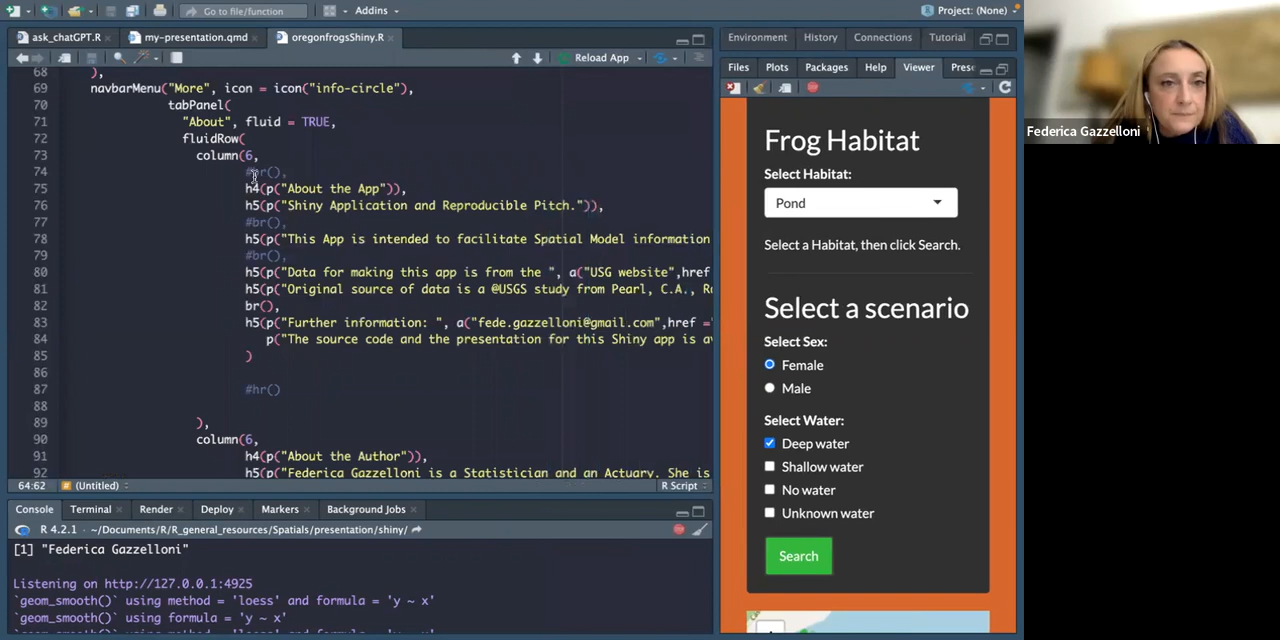 Go to file/function
Addins
Project: (None)
ask_chatGPT.R
my-presentation.qmd
oregonfrogsShiny.R
Reload App
68 ),
69 navbarMenu("More", icon = icon("info-circle"),
70 tabPanel(
71 "About", fluid = TRUE,
72 fluidRow(
73 column(6,
74 #br(),
75 h4(p("About the App")),
76 h5(p("Shiny Application and Reproducible Pitch.")),
77 #br(),
78 h5(p("This App is intended to facilitate Spatial Model information
79 #br(),
80 h5(p("Data for making this app is from the ", a("USG website",href
81 h5(p("Original source of data is a @USGS study from Pearl, C.A., Ro
82 br(),
83 h5(p("Further information: ", a("fede.gazzelloni@gmail.com",href ="
84 p("The source code and the presentation for this Shiny app is av
85 )
86
87 #hr()
88
89 ),
90 column(6,
91 h4(p("About the Author")),
92 h5(p("Federica Gazzelloni is a Statistician and an Actuary. She is
64:62 # (Untitled) R Script
Console Terminal Render Deploy Markers Background Jobs
R 4.2.1 · ~/Documents/R/R_general_resources/Spatials/presentation/shiny/
[1] "Federica Gazzelloni"
Listening on http://127.0.0.1:4925
`geom_smooth()` using method = 'loess' and formula = 'y ~ x'
`geom_smooth()` using formula = 'y ~ x'
`geom_smooth()` using method = 'loess' and formula = 'y ~ x'
Environment History Connections Tutorial
Files Plots Packages Help Viewer Prese
Frog Habitat
Select Habitat:
Pond
Select a Habitat, then click Search.
Select a scenario
Select Sex:
Female
Male
Select Water:
Deep water
Shallow water
No water
Unknown water
Search
Federica Gazzelloni